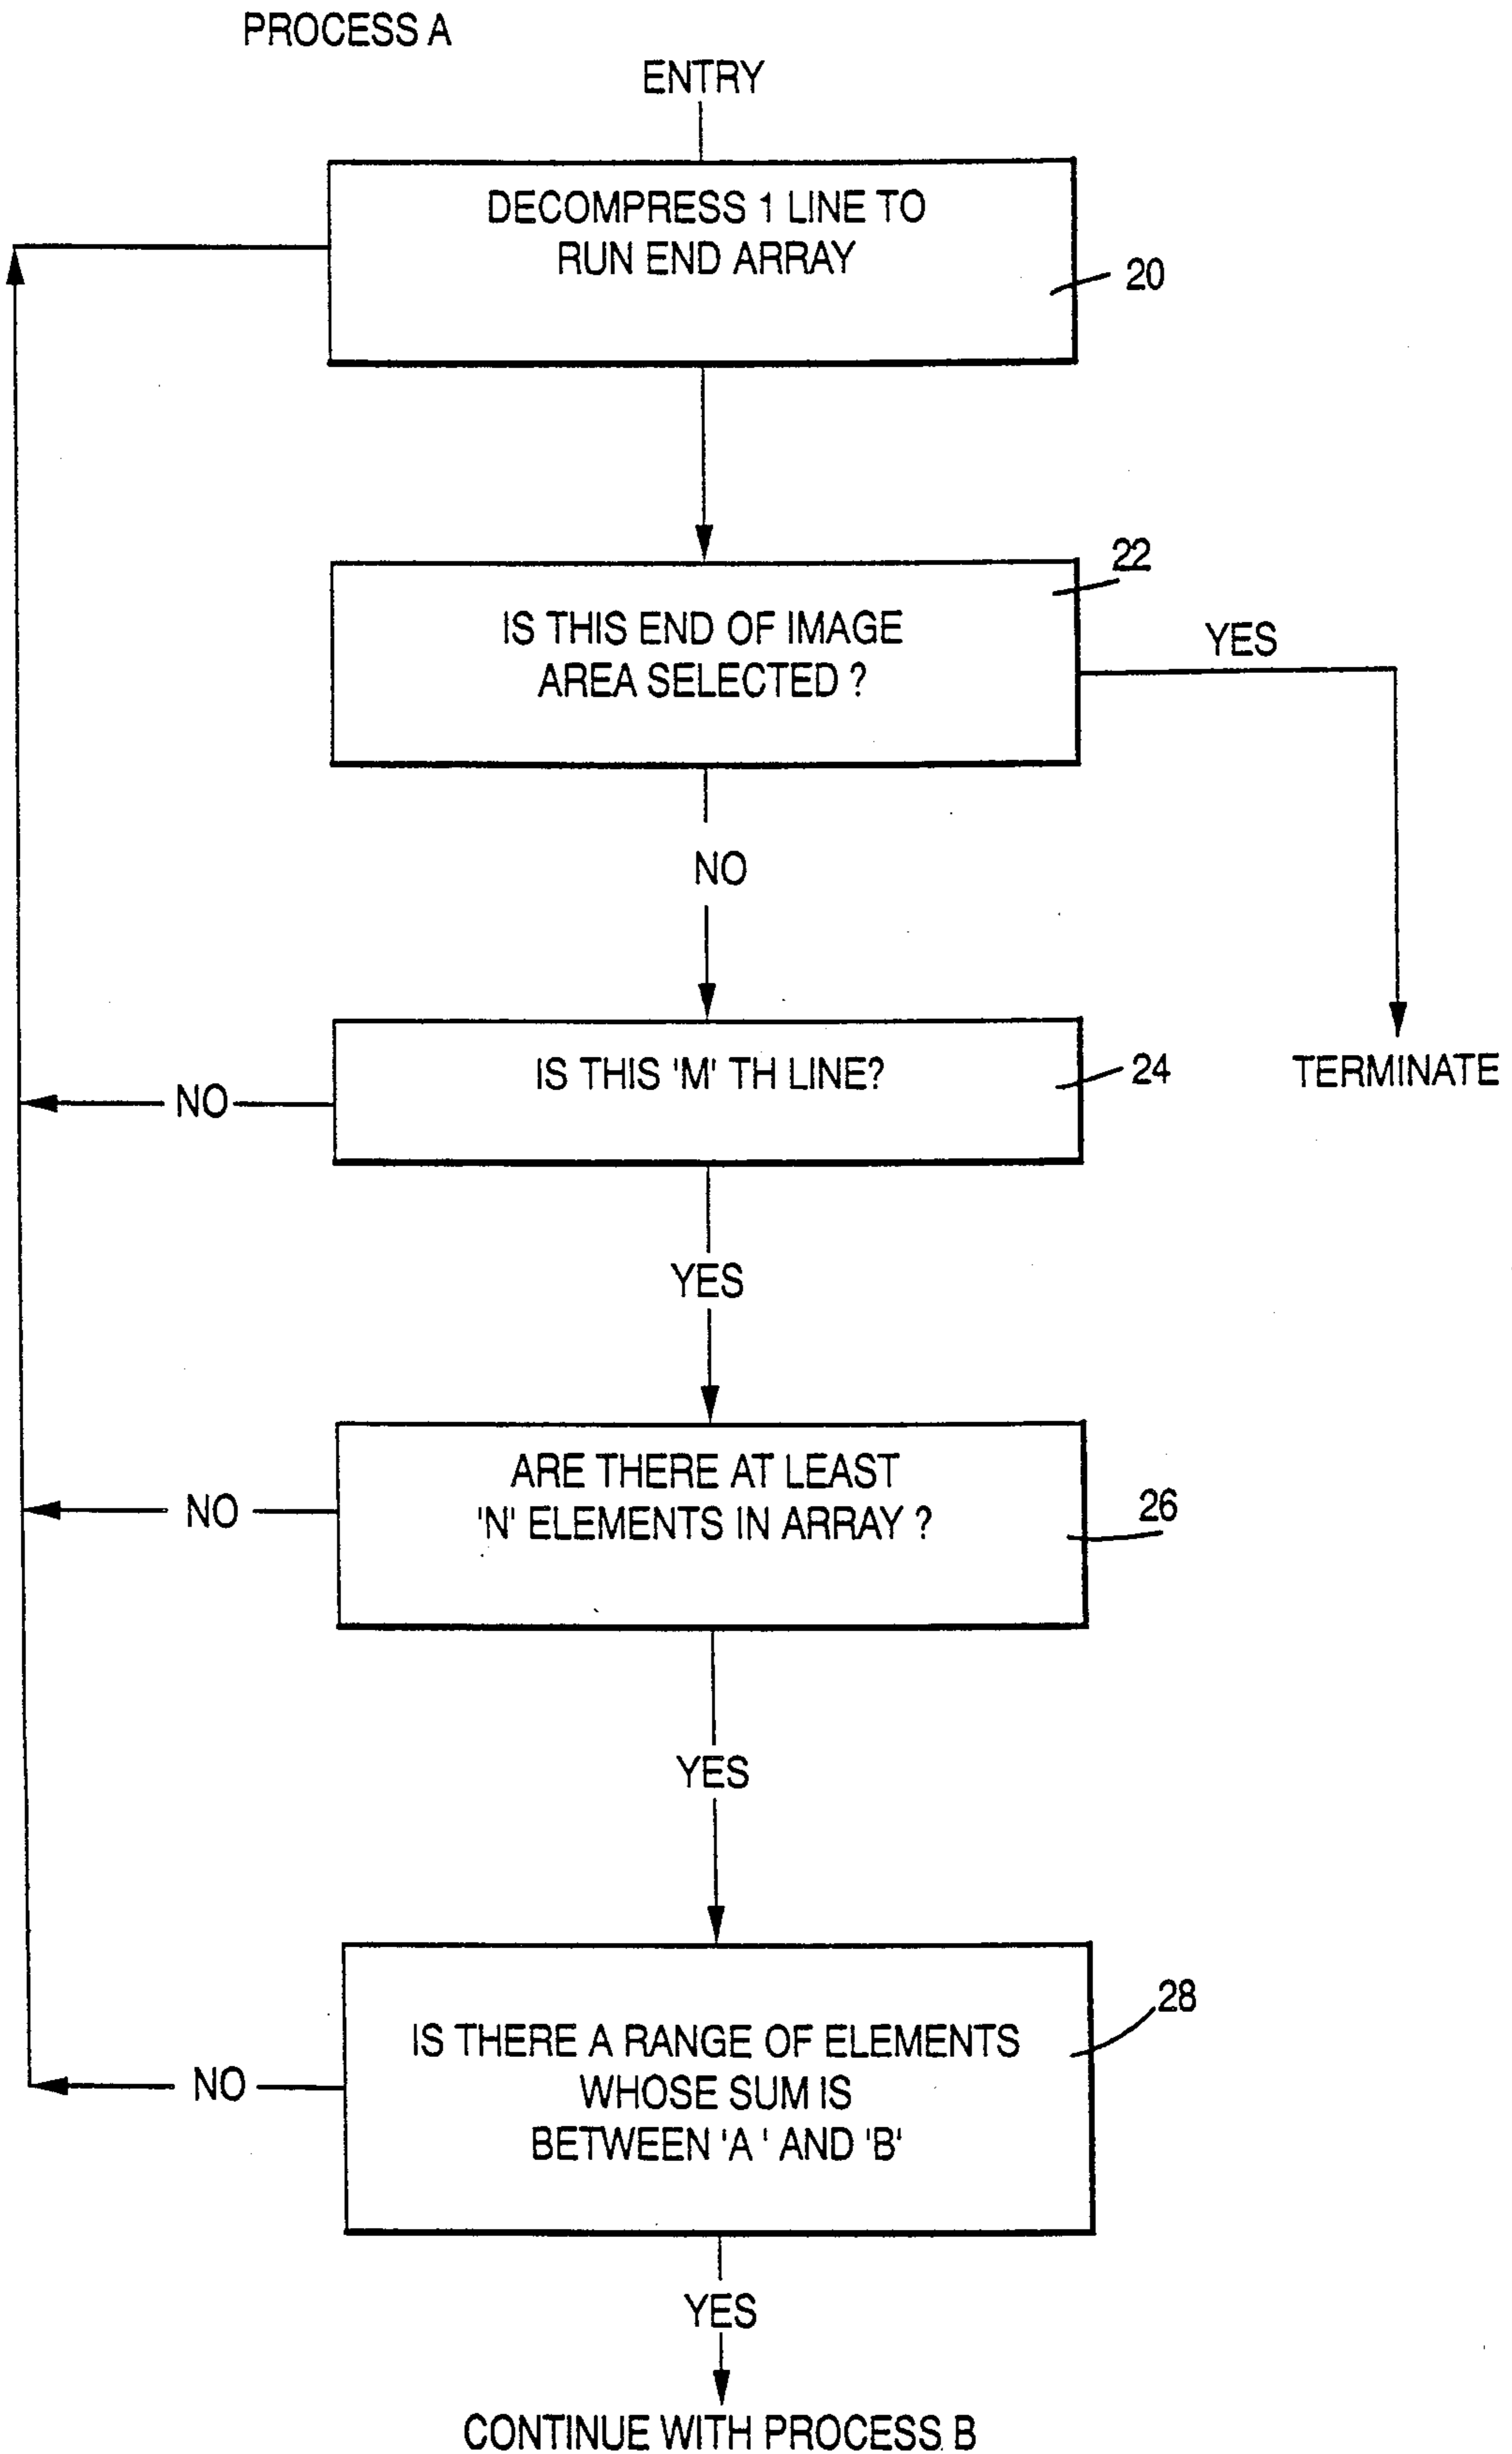 PROCESS A
ENTRY
DECOMPRESS 1 LINE TO
RUN END ARRAY
20
22
IS THIS END OF IMAGE
AREA SELECTED ?
YES
NO
IS THIS 'M' TH LINE?
24
TERMINATE
NO
YES
ARE THERE AT LEAST
'N' ELEMENTS IN ARRAY ?
26
NO
YES
28
IS THERE A RANGE OF ELEMENTS
WHOSE SUM IS
BETWEEN 'A ' AND 'B'
NO
YES
CONTINUE WITH PROCESS B